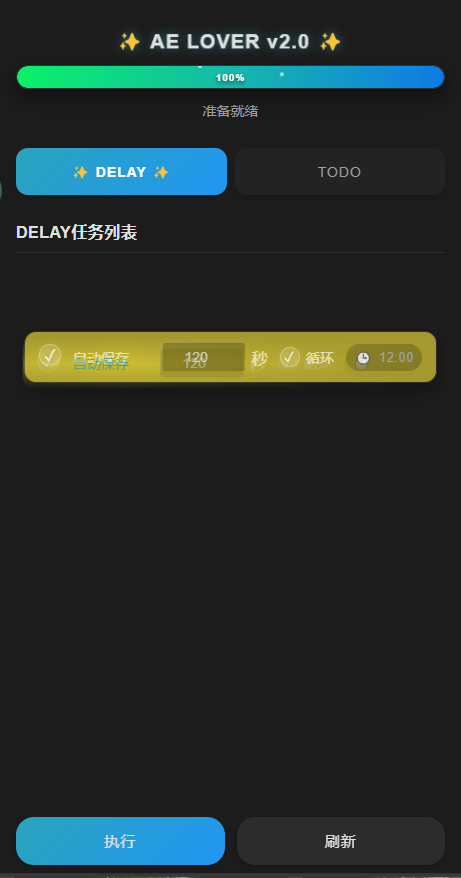 ✨ AE LOVER v2.0 ✨
100%
准备就绪
✨ DELAY ✨ TODO
DELAY任务列表
自动保存 120 秒 循环 12:00
执行 刷新